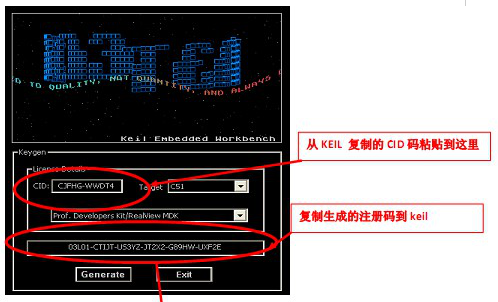 TO QUALITY, NOT QUANTITY, AND ALWAYS
Keil Embedded Workbench
Keygen
License Details
CID: CJFHG-WWDT4 Target C51
Prof. Developers Kit/RealView MDK
03L01-CTIJT-US3YZ-JT2X2-G89HW-UXF2E
Generate Exit
从 KEIL 复制的 CID 码粘贴到这里
复制生成的注册码到 keil